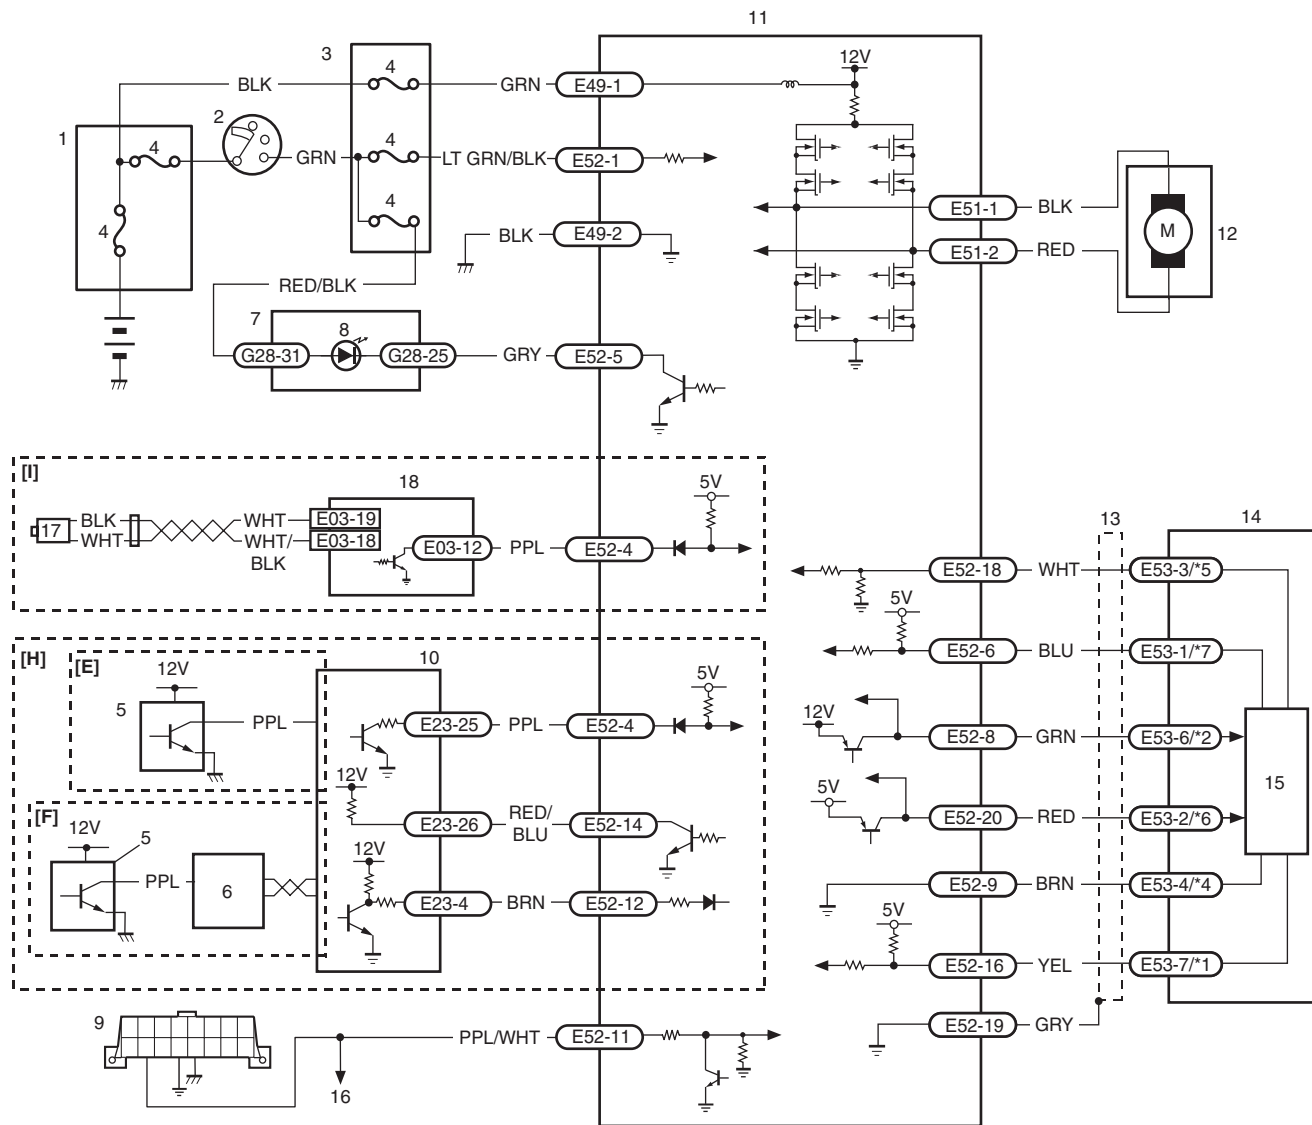 11
3
12V
4
BLK
GRN
E49-1
2
1
4
4
GRN
LT GRN/BLK
E52-1
4
4
BLK
E49-2
E51-1
BLK
M
12
E51-2
RED
RED/BLK
7
8
G28-31
G28-25
GRY
E52-5
[I]
18
5V
17
BLK
WHT
WHT
E03-19
WHT/
BLK
E03-18
E03-12
PPL
E52-4
13
14
E52-18
WHT
E53-3/*5
5V
E52-6
BLU
E53-1/*7
[H]
[E]
12V
10
5V
5
PPL
E23-25
PPL
E52-4
12V
E52-8
GRN
E53-6/*2
12V
15
5V
[F]
12V
5
RED/
BLU
E23-26
E52-14
E52-20
RED
E53-2/*6
12V
PPL
6
E23-4
BRN
E52-12
E52-9
BRN
E53-4/*4
5V
E52-16
YEL
E53-7/*1
9
PPL/WHT
E52-11
E52-19
GRY
16